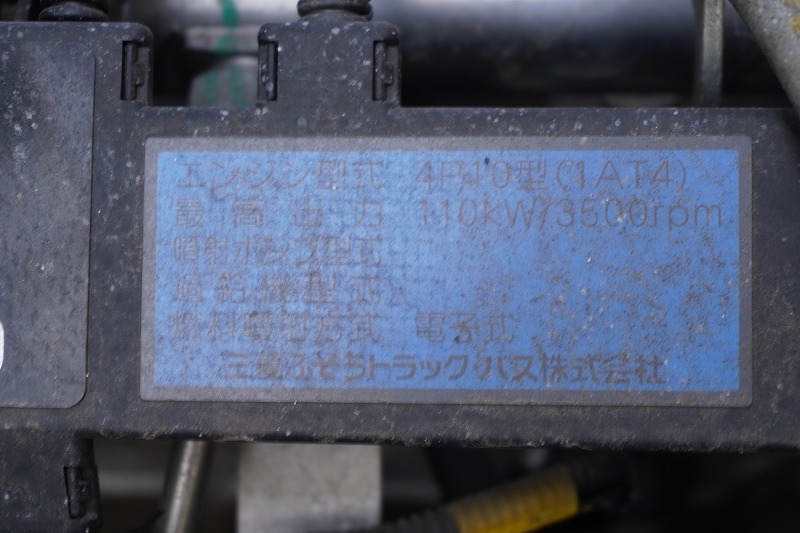 エンジン型式 4P10型(1AT4)
最高出力 110kW/3500rpm
噴射ポンプ型式
過給機型式
燃料噴射方式 電子式
三菱ふそうトラック・バス株式会社